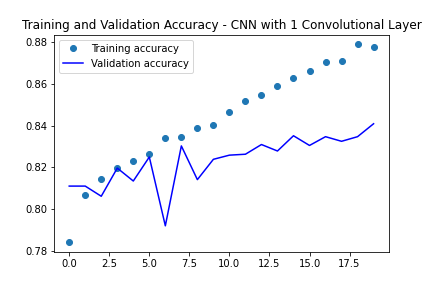 Training and Validation Accuracy - CNN with 1 Convolutional Layer
Training accuracy
Validation accuracy
0.88
0.86
0.84
0.82
0.80
0.78
0.0 2.5 5.0 7.5 10.0 12.5 15.0 17.5